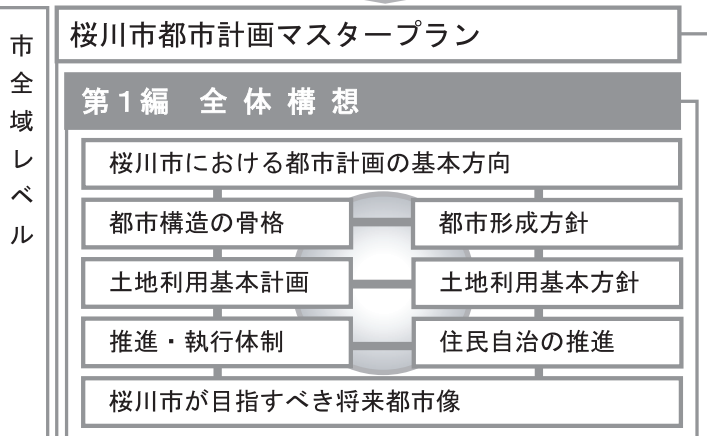 市全域レベル
桜川市都市計画マスタープラン
第1編　全体構想
桜川市における都市計画の基本方向
都市構造の骨格
都市形成方針
土地利用基本計画
土地利用基本方針
推進・執行体制
住民自治の推進
桜川市が目指すべき将来都市像